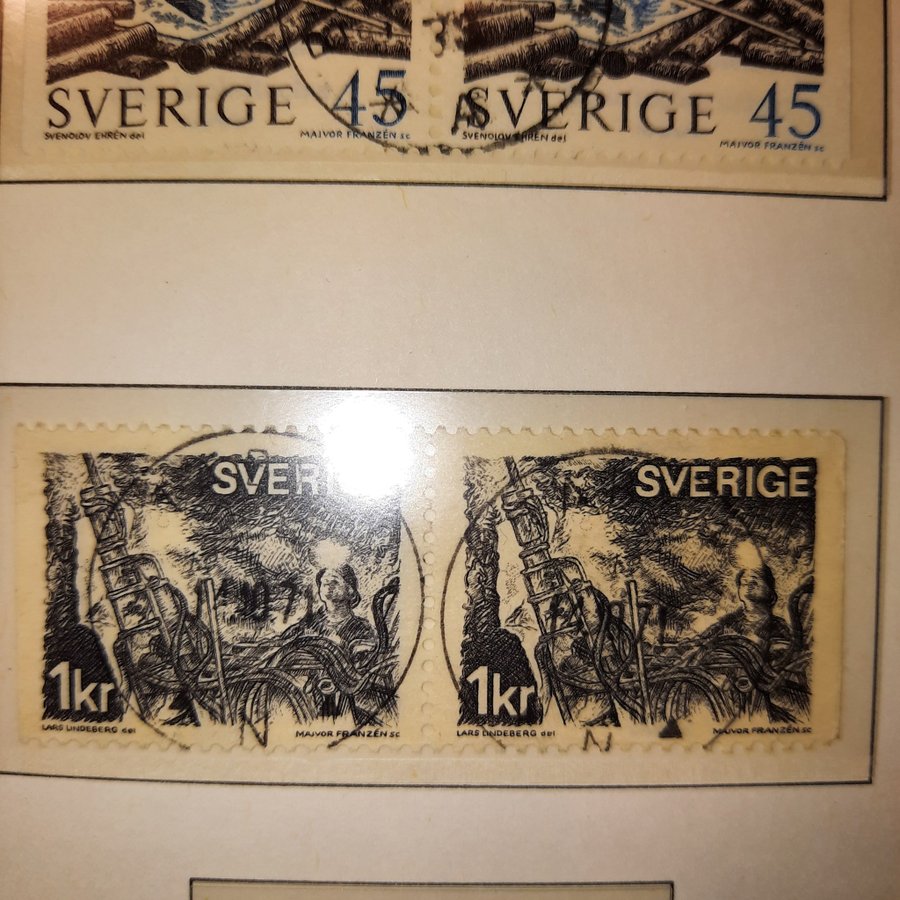 SVERIGE 45
SVENOLOV EHRÉN del MAJVOR FRANZÉN sc
SVERIGE 45
SVENOLOV EHRÉN del MAJVOR FRANZÉN sc
SVERI
1kr
LARS LINDEBERG del MAJVOR FRANZÉN SC
SVERIGE
1kr
LARS LINDEBERG del MAJVOR FRANZÉN SC